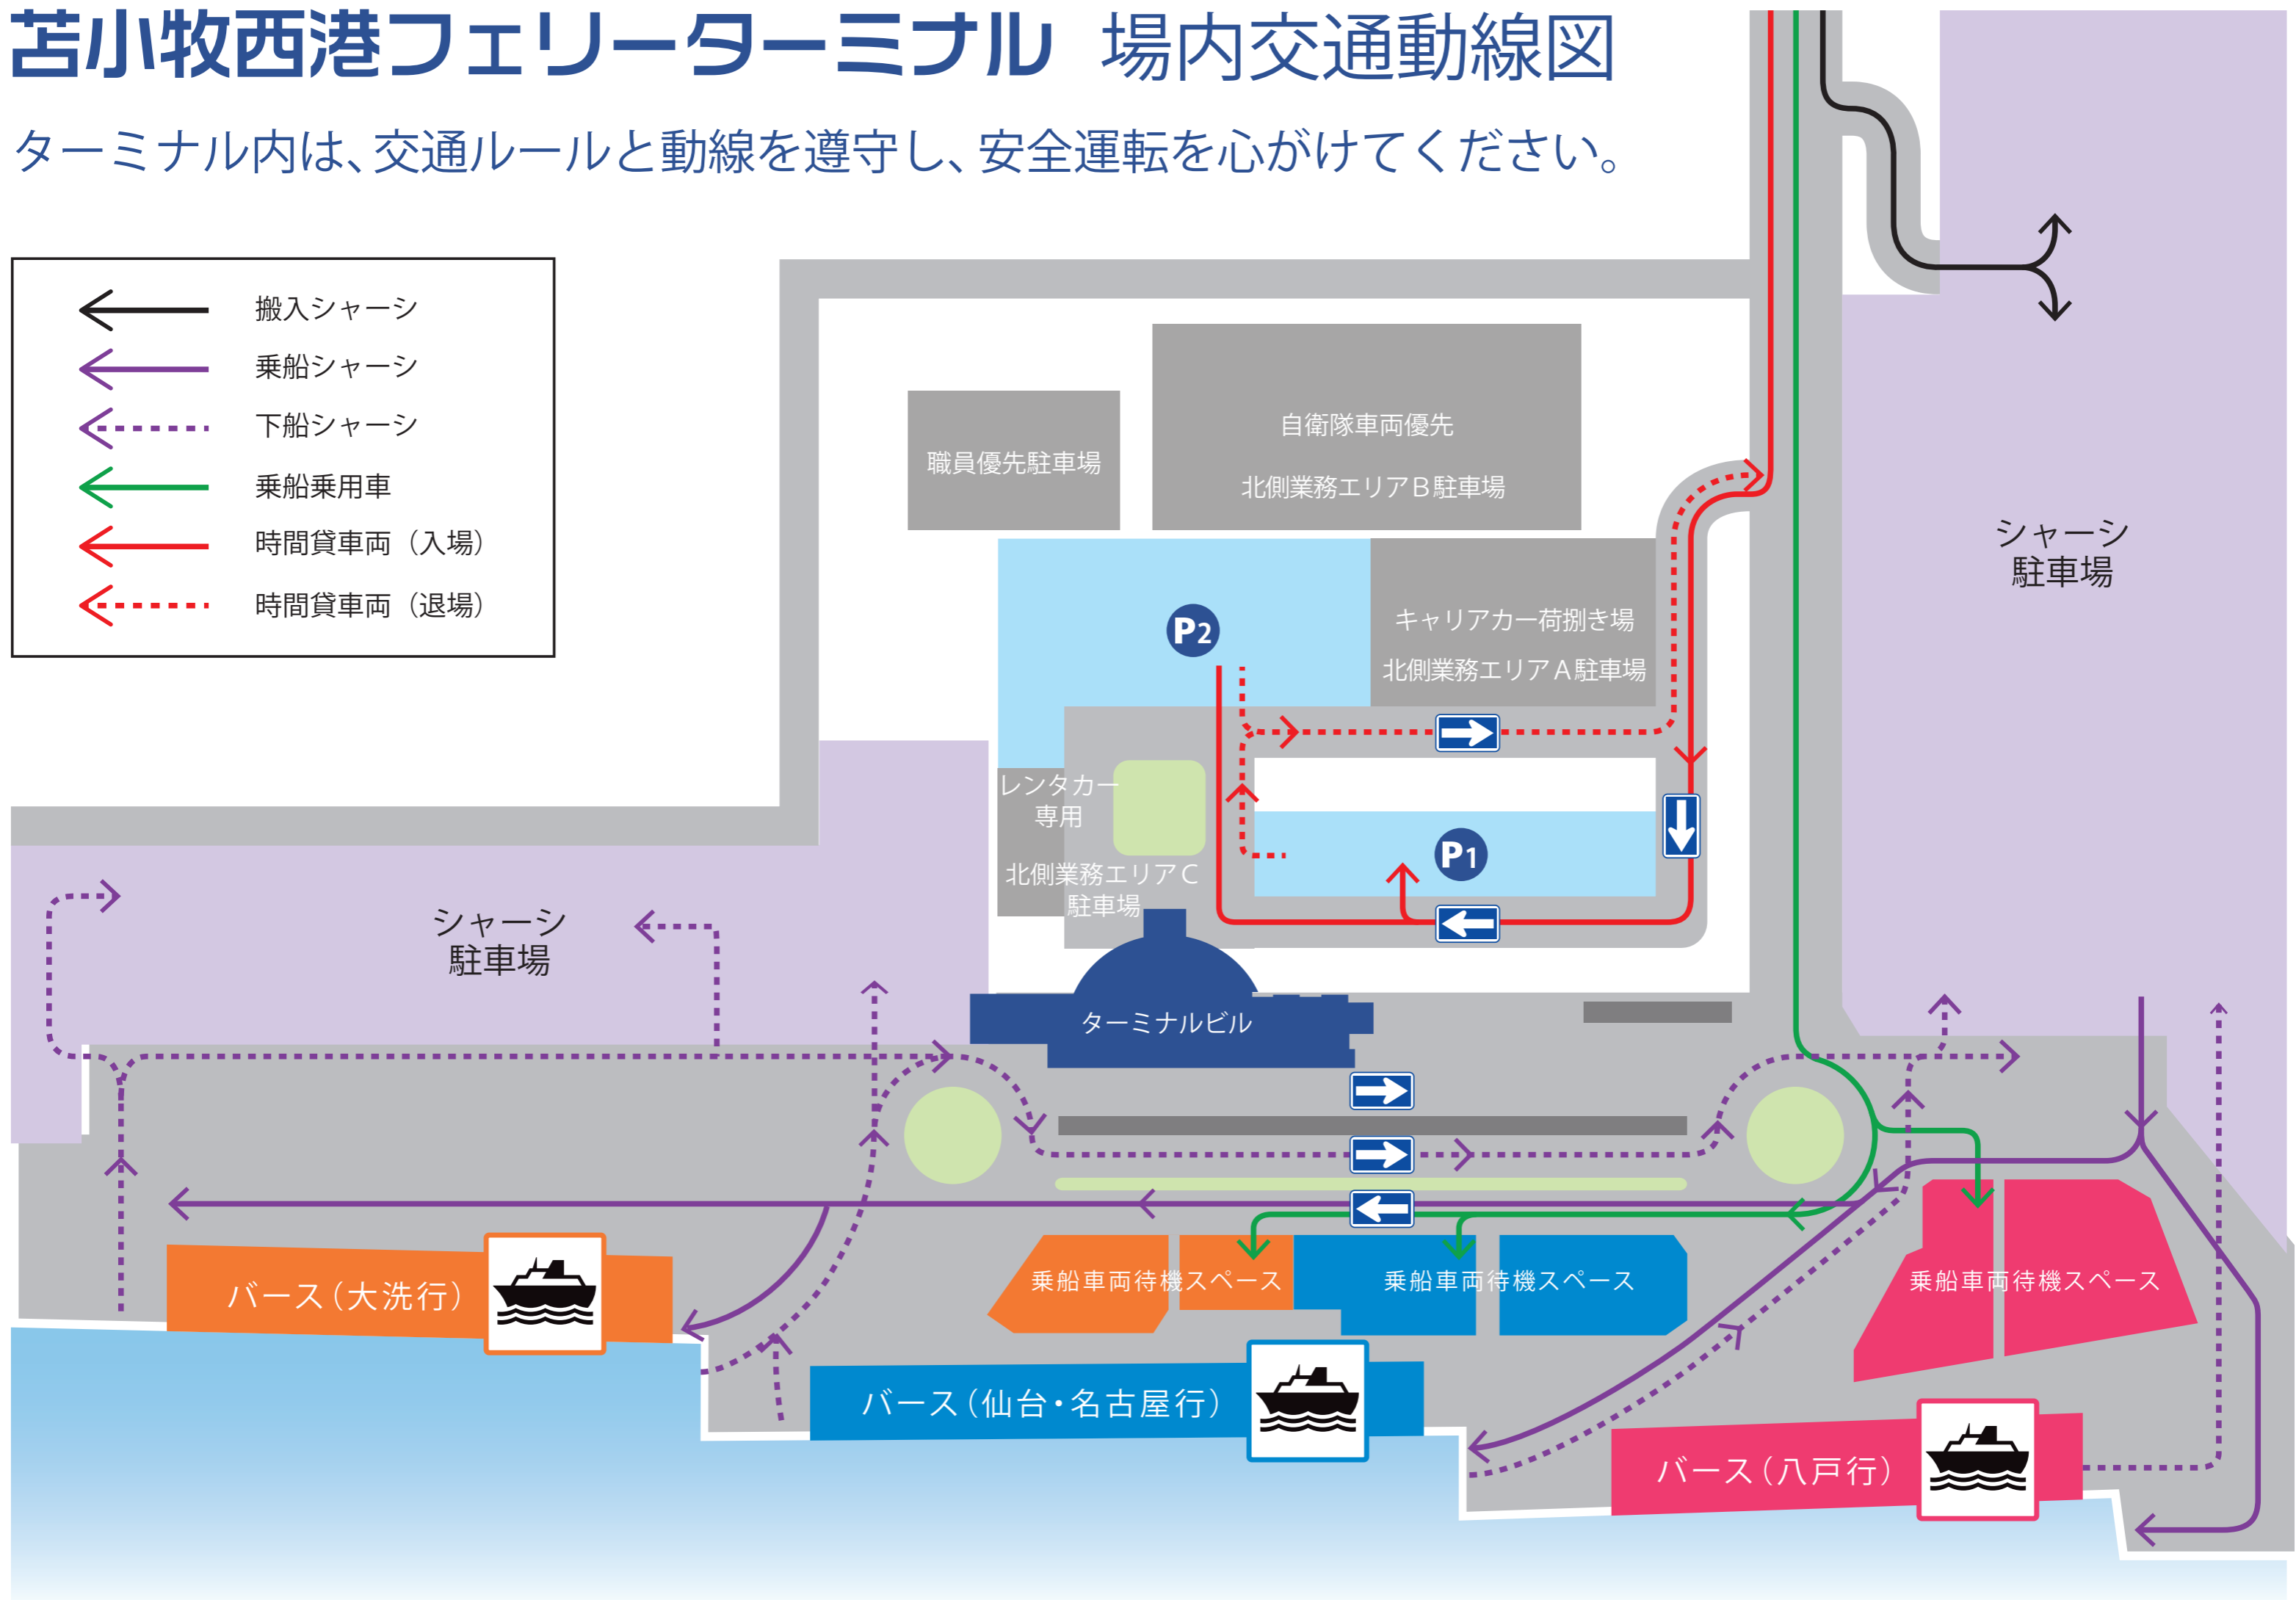 苫小牧西港フェリーターミナル 場内交通動線図
ターミナル内は、交通ルールと動線を遵守し、安全運転を心がけてください。
搬入シャーシ
乗船シャーシ
下船シャーシ
乗船乗用車
時間貸車両（入場）
時間貸車両（退場）
職員優先駐車場
自衛隊車両優先
北側業務エリアＢ駐車場
シャーシ
駐車場
P2
キャリアカー荷捌き場
北側業務エリアＡ駐車場
レンタカー
専用
北側業務エリアＣ
駐車場
P1
シャーシ
駐車場
ターミナルビル
乗船車両待機スペース
乗船車両待機スペース
乗船車両待機スペース
バース（大洗行）
バース（仙台・名古屋行）
バース（八戸行）